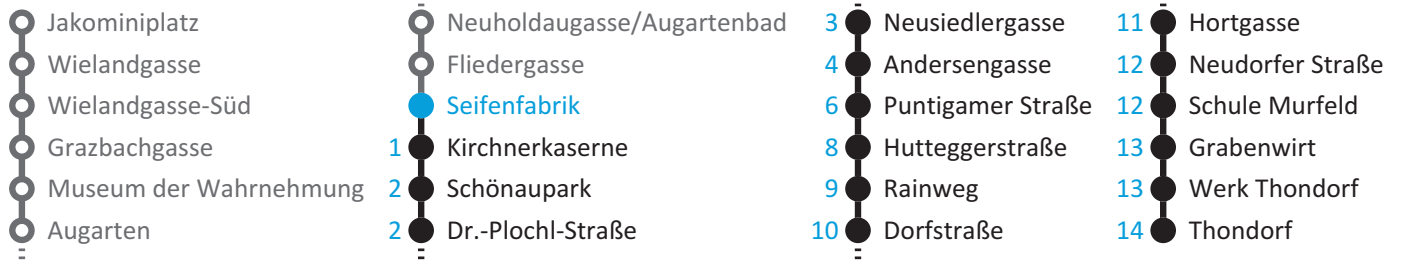 Jakominiplatz
Wielandgasse
Wielandgasse-Süd
Grazbachgasse
Museum der Wahrnehmung
Augarten
Neuholdaugasse/Augartenbad
Fliedergasse
Seifenfabrik
1 Kirchnerkaserne
2 Schönaupark
2 Dr.-Plochl-Straße
3 Neusiedlergasse
4 Andersengasse
6 Puntigamer Straße
8 Hutteggerstraße
9 Rainweg
10 Dorfstraße
11 Hortgasse
12 Neudorfer Straße
12 Schule Murfeld
13 Grabenwirt
13 Werk Thondorf
14 Thondorf